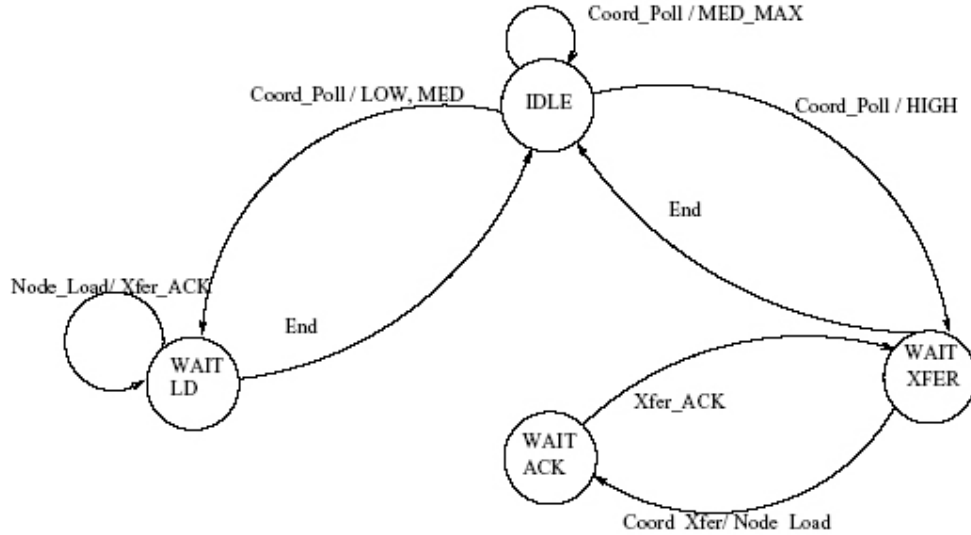 Coord_Poll / MED_MAX
Coord_Poll / LOW, MED
IDLE
Coord_Poll / HIGH
End
Node_Load/ Xfer_ACK
End
WAIT
LD
WAIT
XFER
Xfer_ACK
WAIT
ACK
Coord_Xfer/ Node_Load